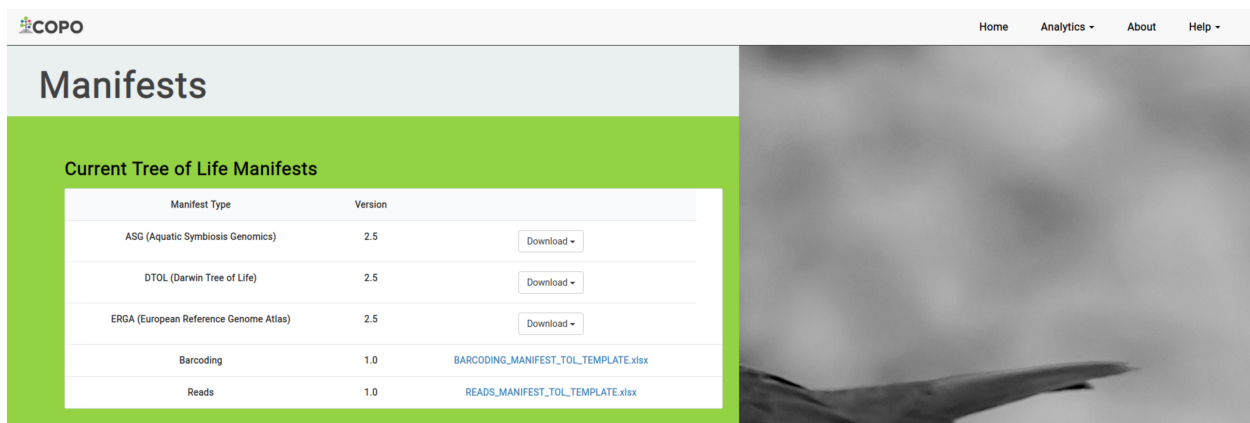 COPO
Home Analytics About Help
Manifests
Current Tree of Life Manifests
Manifest Type Version
ASG (Aquatic Symbiosis Genomics) 2.5 Download
DTOL (Darwin Tree of Life) 2.5 Download
ERGA (European Reference Genome Atlas) 2.5 Download
Barcoding 1.0 BARCODING_MANIFEST_TOL_TEMPLATE.xlsx
Reads 1.0 READS_MANIFEST_TOL_TEMPLATE.xlsx